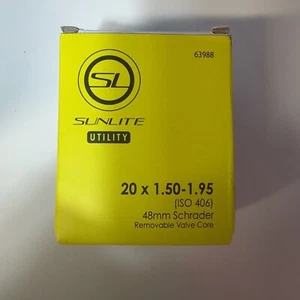 63988
SL
SUNLITE
UTILITY
20 x 1.50-1.95
(ISO 406)
48mm Schrader
Removable Valve Core